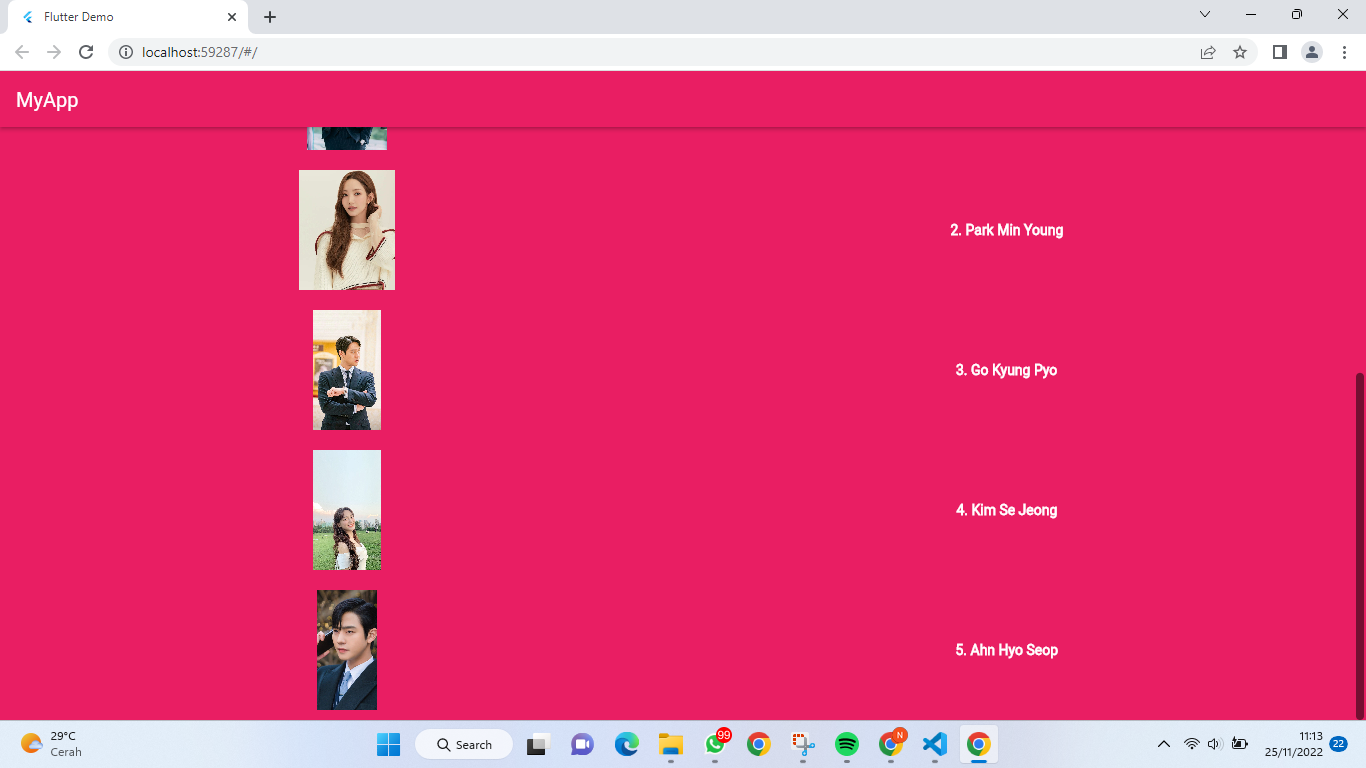 Flutter Demo
localhost:59287/#/
MyApp
2. Park Min Young
3. Go Kyung Pyo
4. Kim Se Jeong
5. Ahn Hyo Seop
29°C
Cerah
Search
99
N
11:13
25/11/2022
22